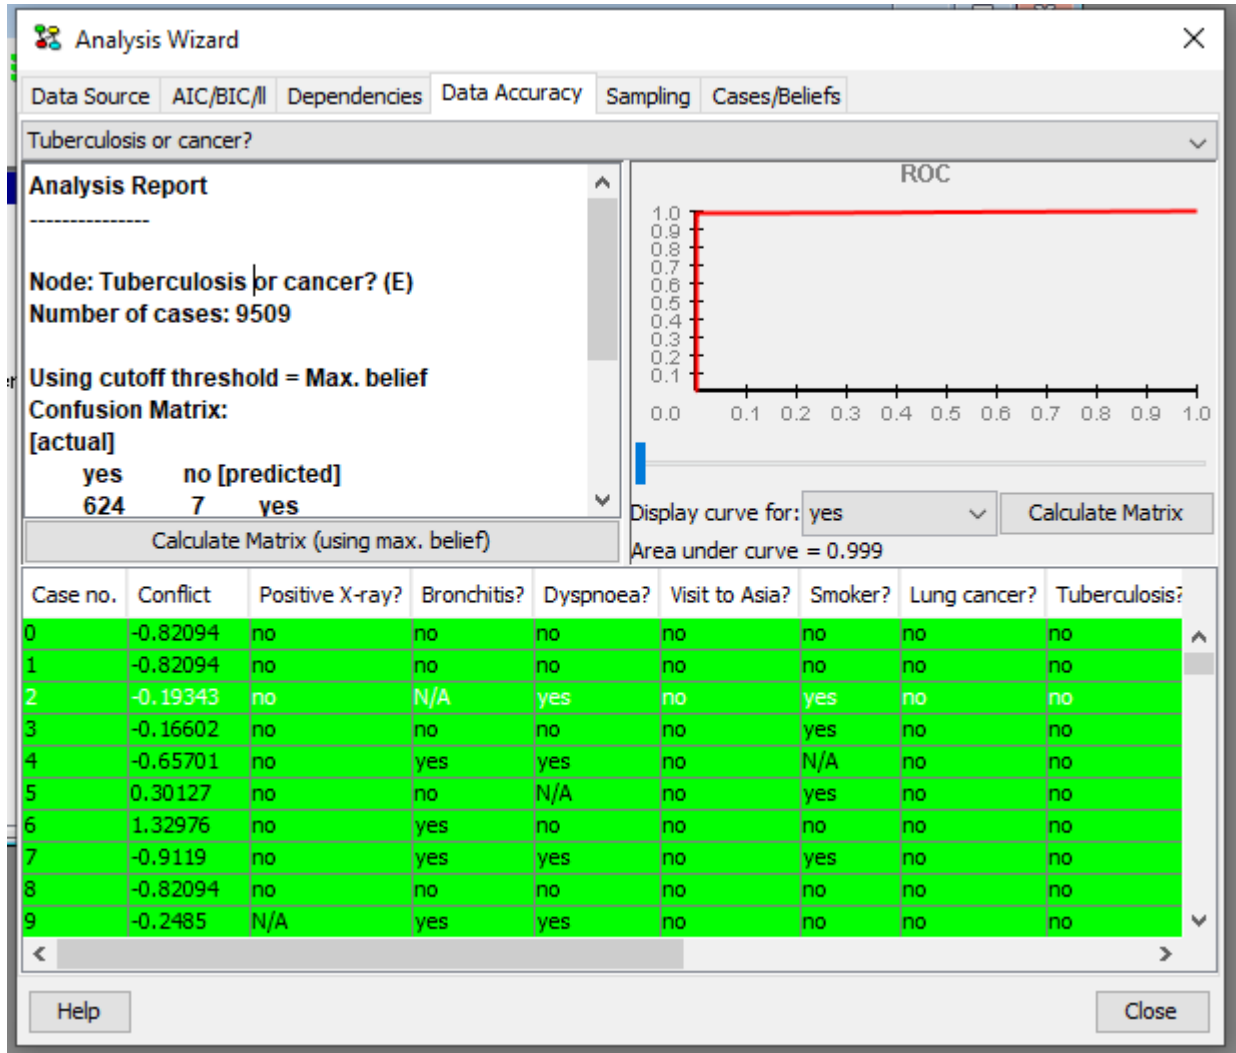 Analysis Wizard
Data Source AIC/BIC/ll Dependencies Data Accuracy Sampling Cases/Beliefs
Tuberculosis or cancer?
Analysis Report
---------------
Node: Tuberculosis or cancer? (E)
Number of cases: 9509
Using cutoff threshold = Max. belief
Confusion Matrix:
[actual]
yes no [predicted]
624 7 yes
Calculate Matrix (using max. belief)
ROC
1.0
0.9
0.8
0.7
0.6
0.5
0.4
0.3
0.2
0.1
0.0 0.1 0.2 0.3 0.4 0.5 0.6 0.7 0.8 0.9 1.0
Display curve for: yes Calculate Matrix
Area under curve = 0.999
Case no. Conflict Positive X-ray? Bronchitis? Dyspnoea? Visit to Asia? Smoker? Lung cancer? Tuberculosis?
0 -0.82094 no no no no no no no
1 -0.82094 no no no no no no no
2 -0.19343 no N/A yes no yes no no
3 -0.16602 no no no no yes no no
4 -0.65701 no yes yes no N/A no no
5 0.30127 no no N/A no yes no no
6 1.32976 no yes no no no no no
7 -0.9119 no yes yes no yes no no
8 -0.82094 no no no no no no no
9 -0.2485 N/A yes yes no no no no
Help Close